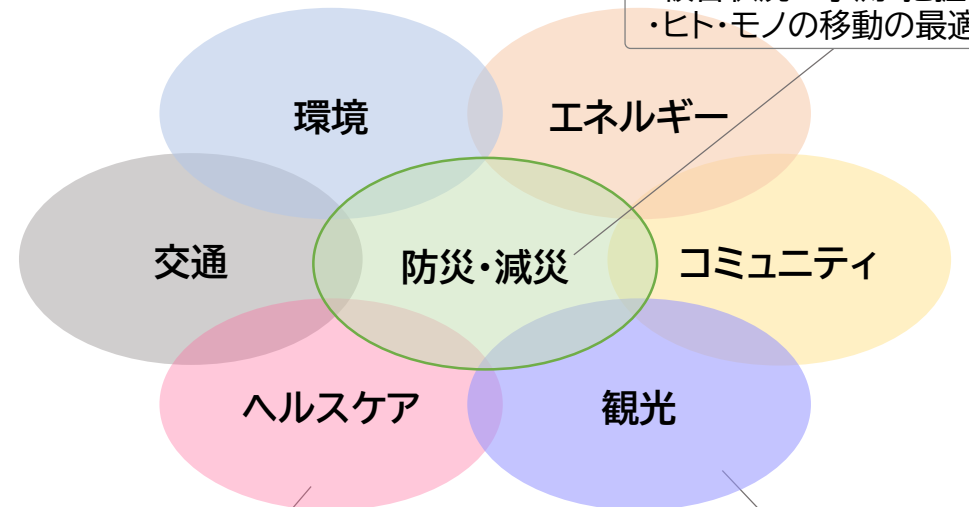 ・ヒト・モノの移動の最適
環境
エネルギー
交通
防災・減災
コミュニティ
ヘルスケア
観光